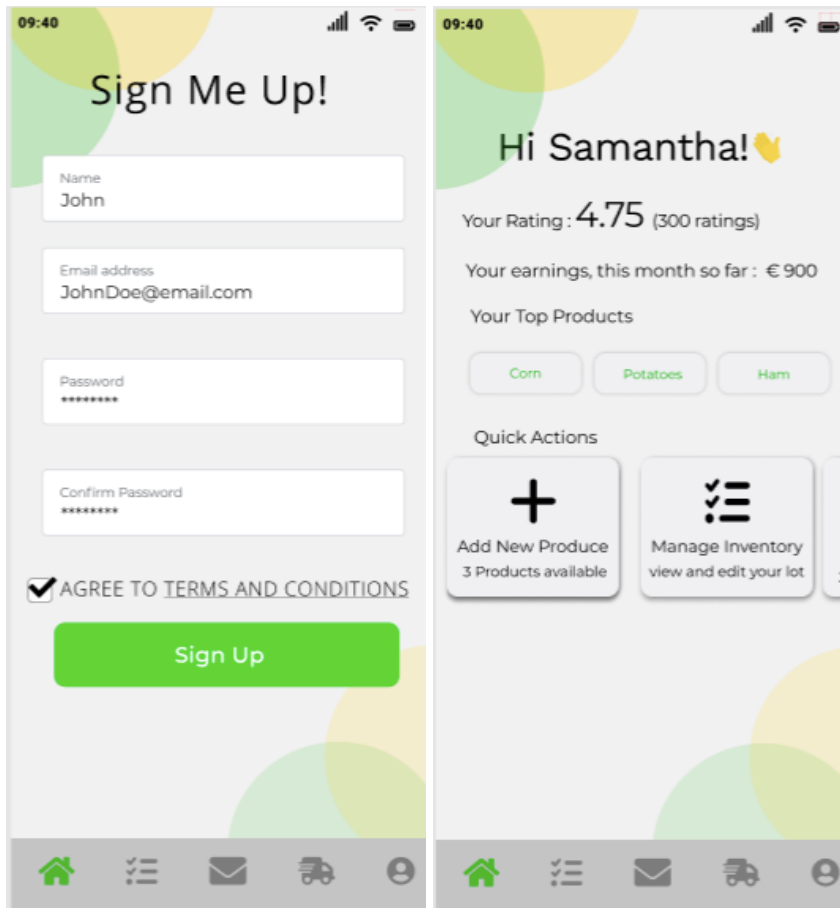 09:40
Sign Me Up!
Name
John
Email address
JohnDoe@email.com
Password
********
Confirm Password
********
AGREE TO TERMS AND CONDITIONS
Sign Up
09:40
Hi Samantha!
Your Rating : 4.75 (300 ratings)
Your earnings, this month so far : € 900
Your Top Products
Corn Potatoes Ham
Quick Actions
Add New Produce
3 Products available
Manage Inventory
view and edit your lot